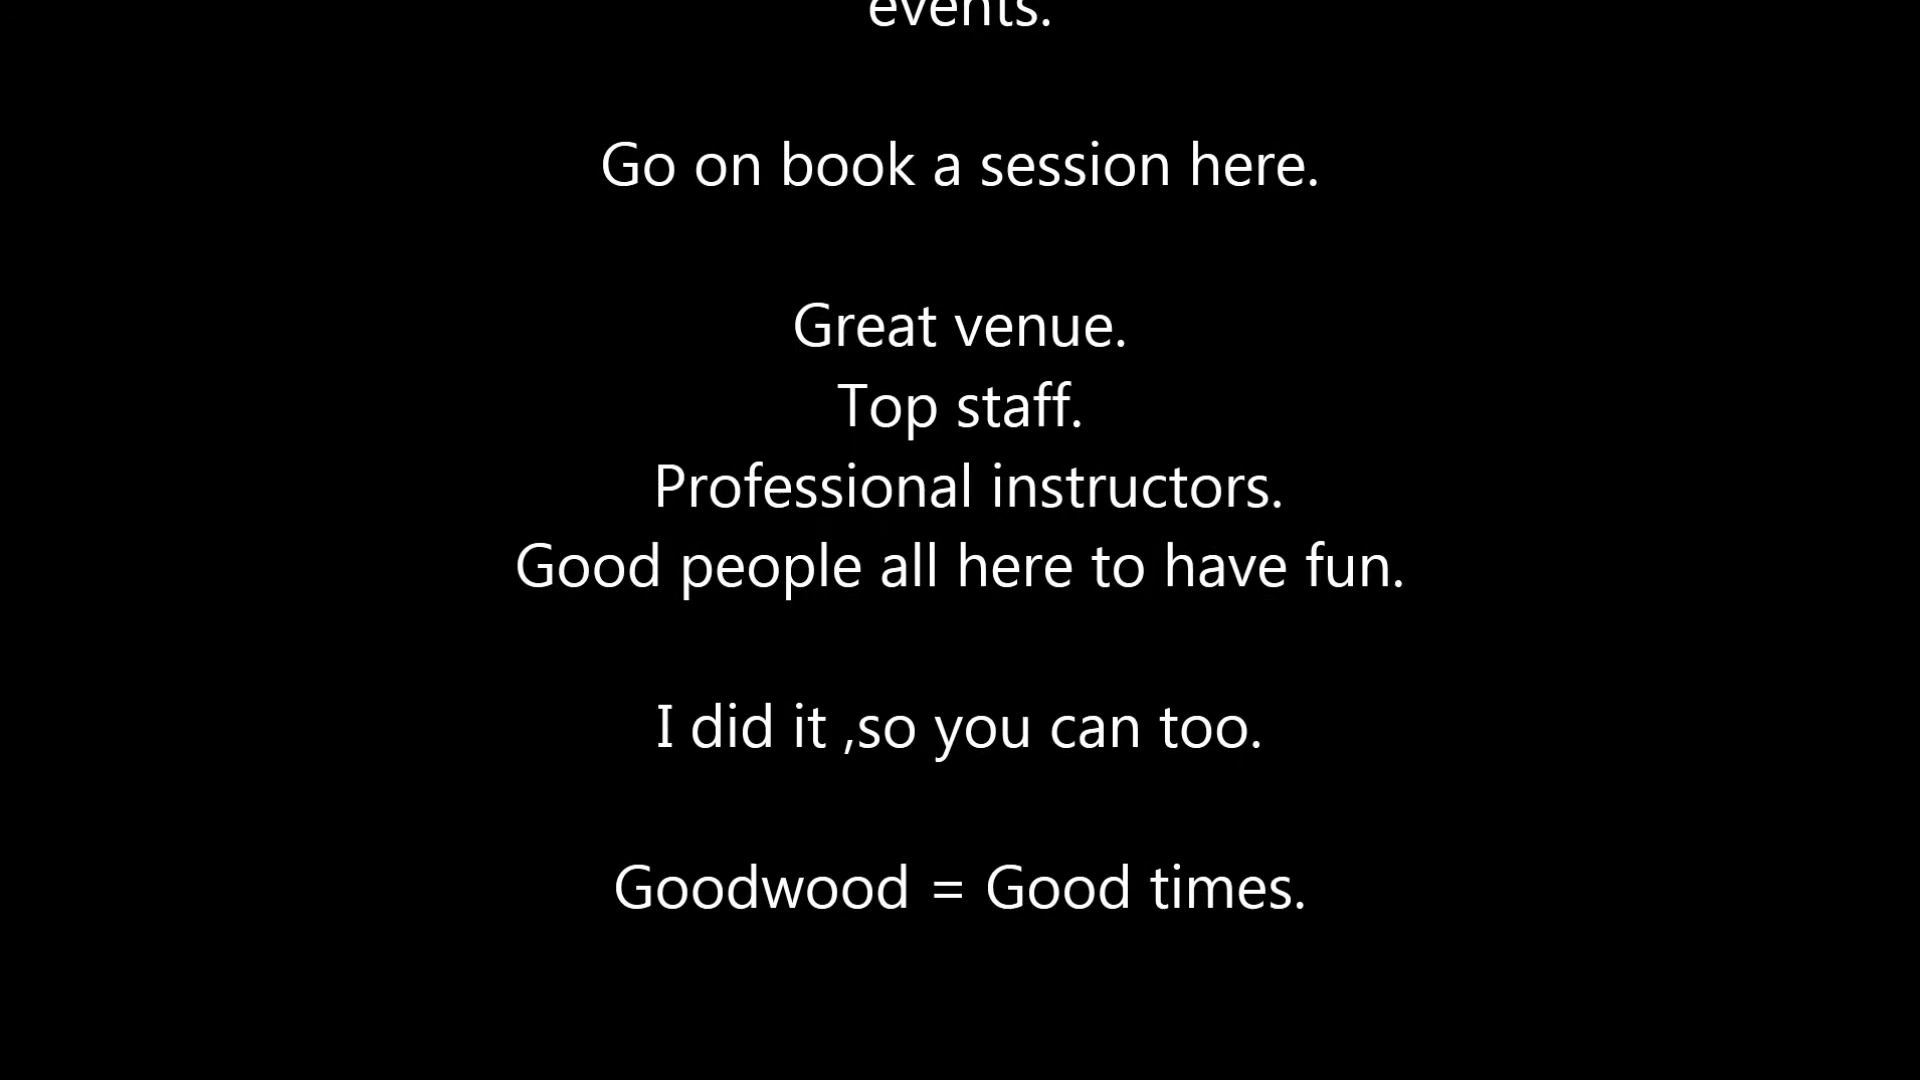 events.
Go on book a session here.
Great venue.
Top staff.
Professional instructors.
Good people all here to have fun.
I did it ,so you can too.
Goodwood = Good times.